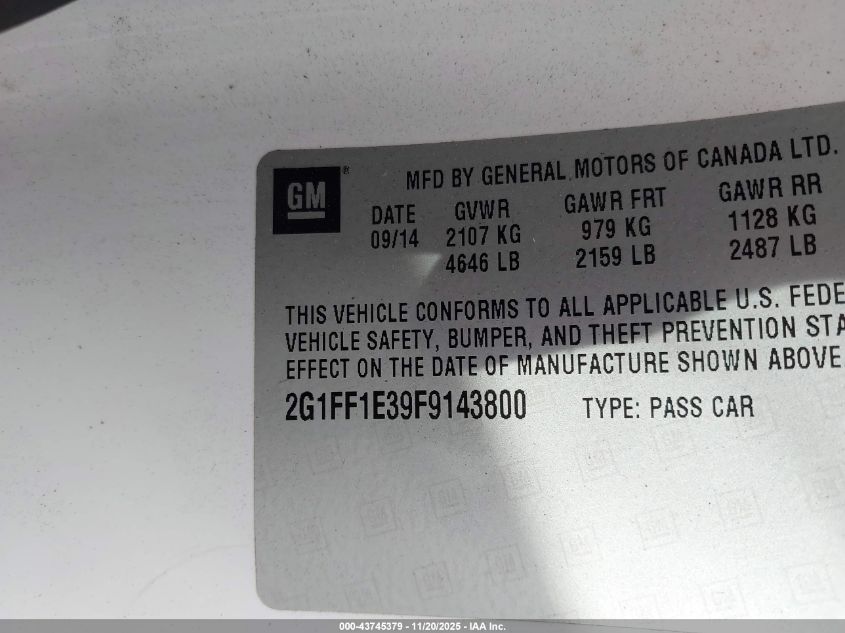 GM ®
MFD BY GENERAL MOTORS OF CANADA LTD.
DATE GVWR GAWR FRT GAWR RR
09/14 2107 KG 979 KG 1128 KG
4646 LB 2159 LB 2487 LB
THIS VEHICLE CONFORMS TO ALL APPLICABLE U.S. FEDE
VEHICLE SAFETY, BUMPER, AND THEFT PREVENTION STA
EFFECT ON THE DATE OF MANUFACTURE SHOWN ABOVE.
2G1FF1E39F9143800 TYPE: PASS CAR
000-43745379 - 11/20/2025 - IAA Inc.